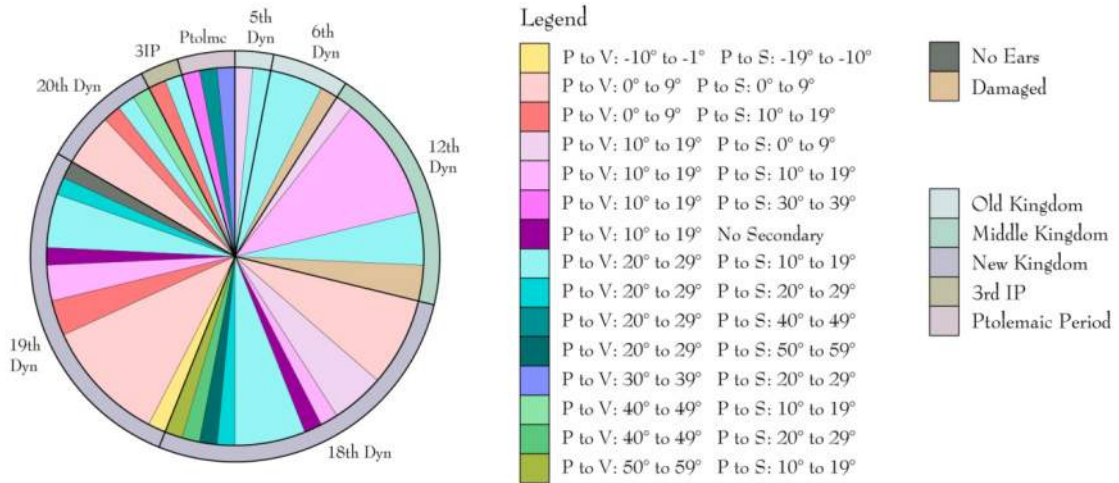 5th
Dyn
6th
Dyn
12th
Dyn
18th Dyn
19th
Dyn
20th Dyn
3IP
Ptolmc
Legend
P to V: -10° to -1° P to S: -19° to -10°
P to V: 0° to 9° P to S: 0° to 9°
P to V: 0° to 9° P to S: 10° to 19°
P to V: 10° to 19° P to S: 0° to 9°
P to V: 10° to 19° P to S: 10° to 19°
P to V: 10° to 19° P to S: 30° to 39°
P to V: 10° to 19° No Secondary
P to V: 20° to 29° P to S: 10° to 19°
P to V: 20° to 29° P to S: 20° to 29°
P to V: 20° to 29° P to S: 40° to 49°
P to V: 20° to 29° P to S: 50° to 59°
P to V: 30° to 39° P to S: 20° to 29°
P to V: 40° to 49° P to S: 10° to 19°
P to V: 40° to 49° P to S: 20° to 29°
P to V: 50° to 59° P to S: 10° to 19°
No Ears
Damaged
Old Kingdom
Middle Kingdom
New Kingdom
3rd IP
Ptolemaic Period